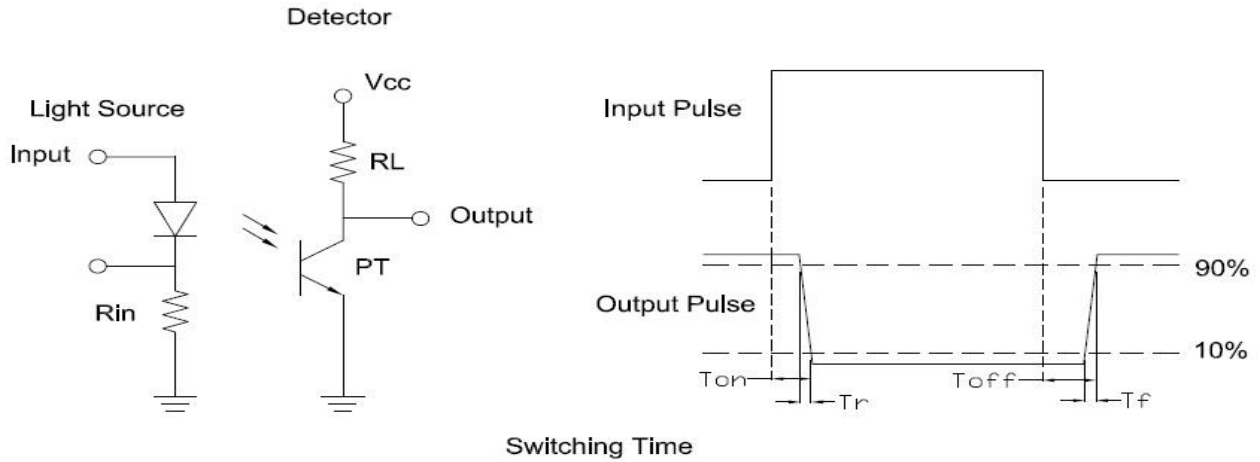 Detector
Vcc
Light Source
Input
RL
Output
PT
Rin
Input Pulse
90%
Output Pulse
10%
Ton
Toff
Tr
Tf
Switching Time